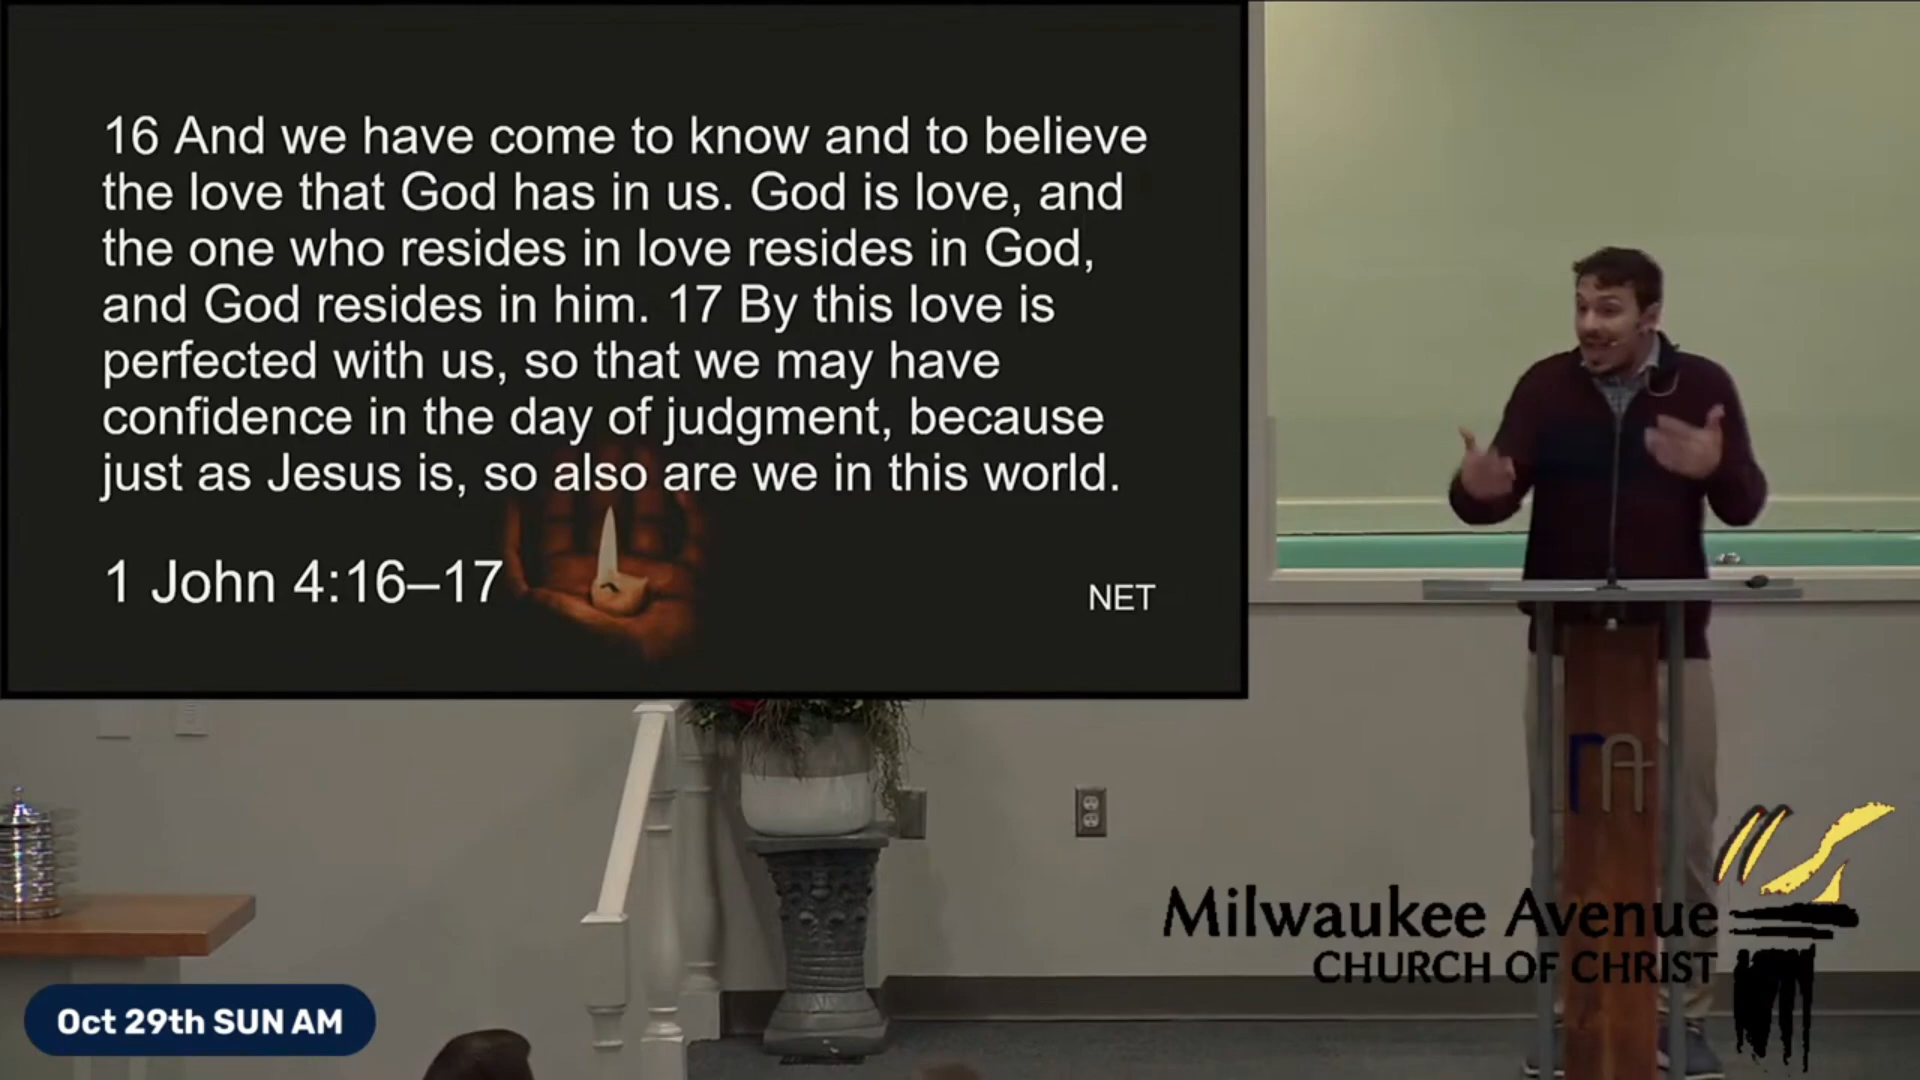 16 And we have come to know and to believe
the love that God has in us. God is love, and
the one who resides in love resides in God,
and God resides in him. 17 By this love is
perfected with us, so that we may have
confidence in the day of judgment, because
just as Jesus is, so also are we in this world.
1 John 4:16–17
NET
Milwaukee Avenue
CHURCH OF CHRIST
Oct 29th SUN AM